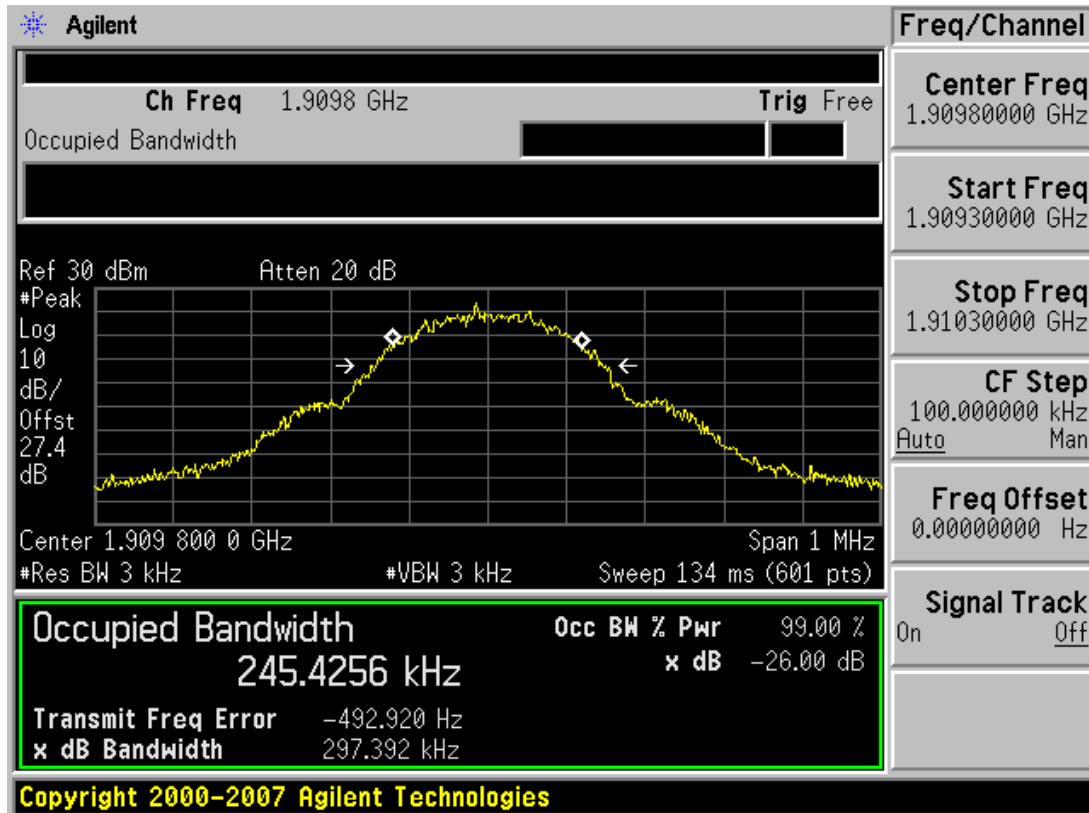 Agilent
Freq/Channel
Ch Freq 1.9098 GHz Trig Free
Occupied Bandwidth
Center Freq
1.90980000 GHz
Start Freq
1.90930000 GHz
Stop Freq
1.91030000 GHz
CF Step
100.000000 kHz
Auto Man
Freq Offset
0.00000000 Hz
Signal Track
On Off
Ref 30 dBm Atten 20 dB
#Peak
Log
10
dB/
Offst
27.4
dB
Center 1.909 800 0 GHz Span 1 MHz
#Res BW 3 kHz #VBW 3 kHz Sweep 134 ms (601 pts)
Occupied Bandwidth Occ BW % Pwr 99.00 %
245.4256 kHz x dB -26.00 dB
Transmit Freq Error -492.920 Hz
x dB Bandwidth 297.392 kHz
Copyright 2000-2007 Agilent Technologies